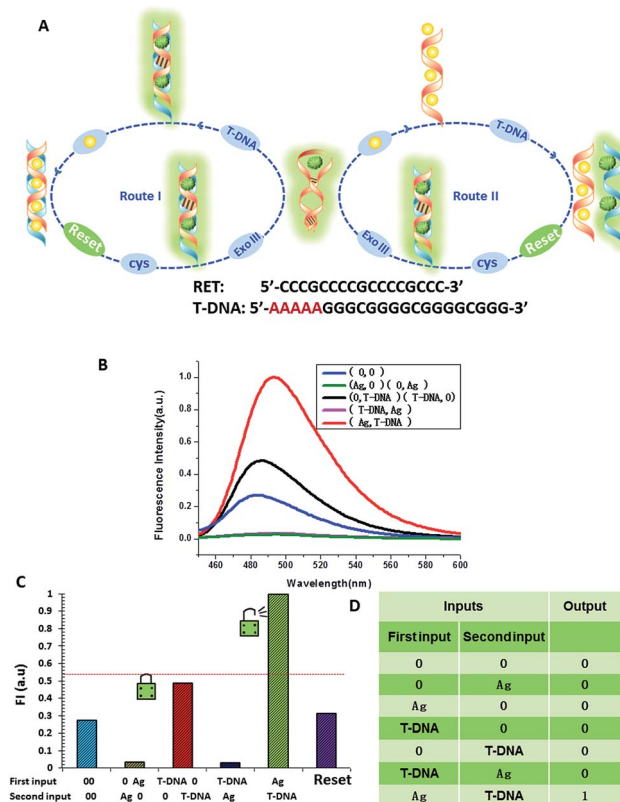 A
T-DNA
T-DNA
Route I
Route II
Reset
Exo III
Exo III
Reset
cys
cys
RET: 5’-CCCGCCCCGCCCCGCCC-3’
T-DNA: 5’-AAAAAGGGCGGGGCGGGGCGGG-3’
B
( 0,0)
(Ag,0 )( 0,Ag )
(0,T-DNA )( T-DNA,0)
( T-DNA,Ag )
( Ag,T-DNA )
Fluorescence Intensity(a.u.)
1.0
0.8
0.6
0.4
0.2
0.0
460 480 500 520 540 560 580 600
Wavelength(nm)
C
FI (a.u)
1
0.9
0.8
0.7
0.6
0.5
0.4
0.3
0.2
0.1
0
First input 00 0 Ag T-DNA 0 T-DNA Ag Reset
Second input 00 Ag 0 0 T-DNA Ag T-DNA
D
Inputs Output
First input Second input
0 0 0
0 Ag 0
Ag 0 0
T-DNA 0 0
0 T-DNA 0
T-DNA Ag 0
Ag T-DNA 1